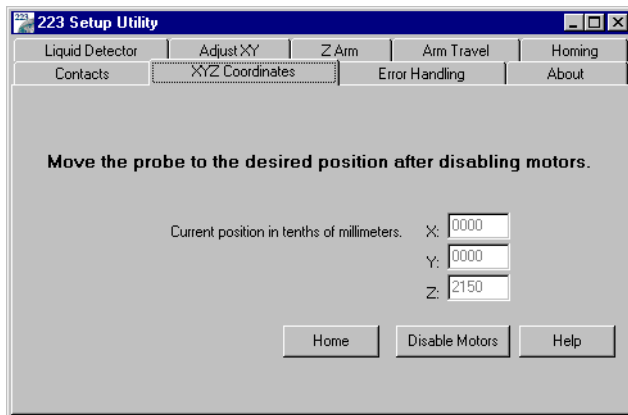 223 223 Setup Utility
Liquid Detector Adjust XY Z Arm Arm Travel Homing
Contacts XYZ Coordinates Error Handling About
Move the probe to the desired position after disabling motors.
Current position in tenths of millimeters. X: 0000
Y: 0000
Z: 2150
Home Disable Motors Help